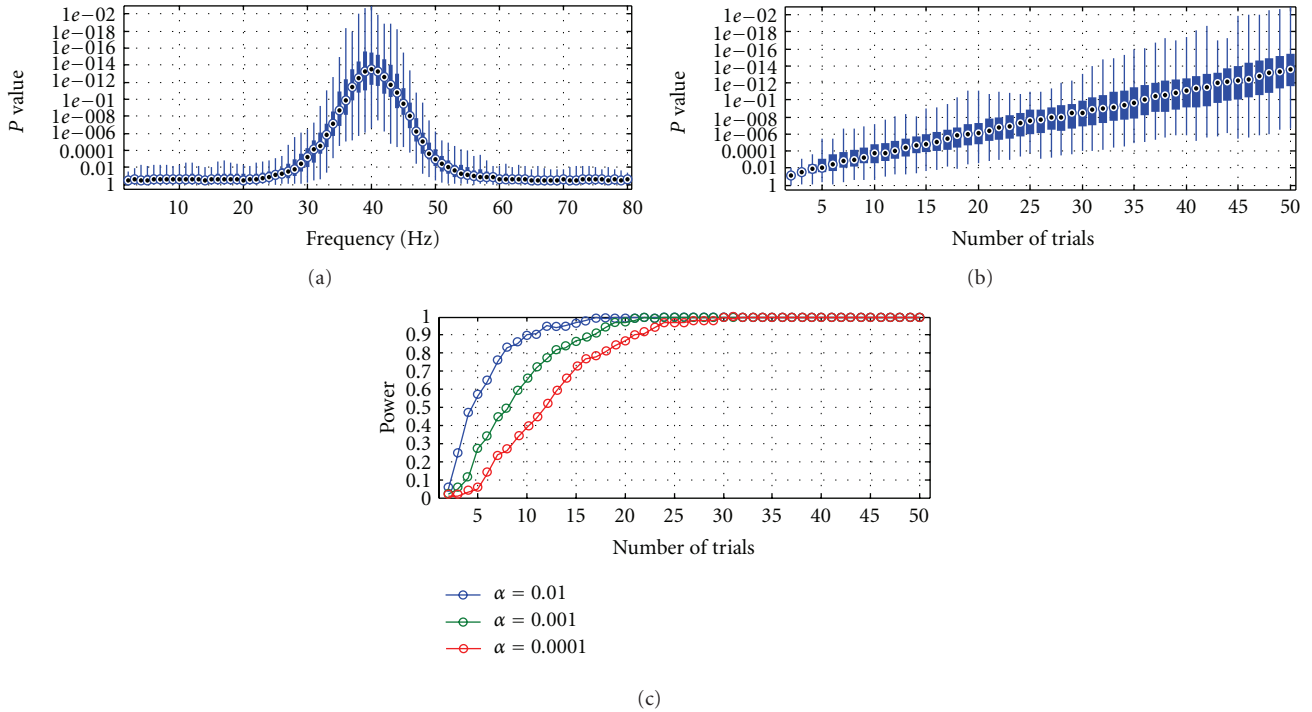 1e−02
1e−018
1e−016
1e−014
1e−012
1e−01
1e−008
1e−006
0.0001
0.01
1
P value
10 20 30 40 50 60 70 80
Frequency (Hz)
(a)
1e−02
1e−018
1e−016
1e−014
1e−012
1e−01
1e−008
1e−006
0.0001
0.01
1
P value
5 10 15 20 25 30 35 40 45 50
Number of trials
(b)
1
0.9
0.8
0.7
0.6
0.5
0.4
0.3
0.2
0.1
0
Power
5 10 15 20 25 30 35 40 45 50
Number of trials
α = 0.01
α = 0.001
α = 0.0001
(c)